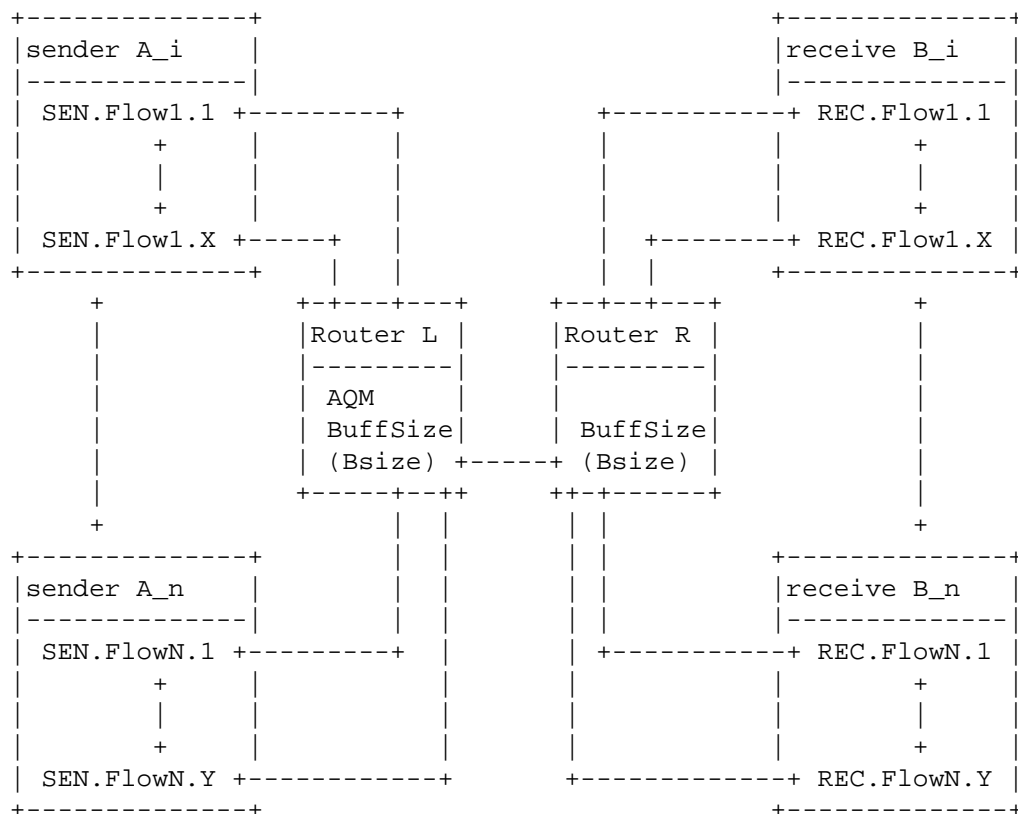 sender A_i receive B_i
SEN.Flow1.1 REC.Flow1.1
SEN.Flow1.X REC.Flow1.X
Router L Router R
AQM
BuffSize BuffSize
(Bsize) (Bsize)
sender A_n receive B_n
SEN.FlowN.1 REC.FlowN.1
SEN.FlowN.Y REC.FlowN.Y